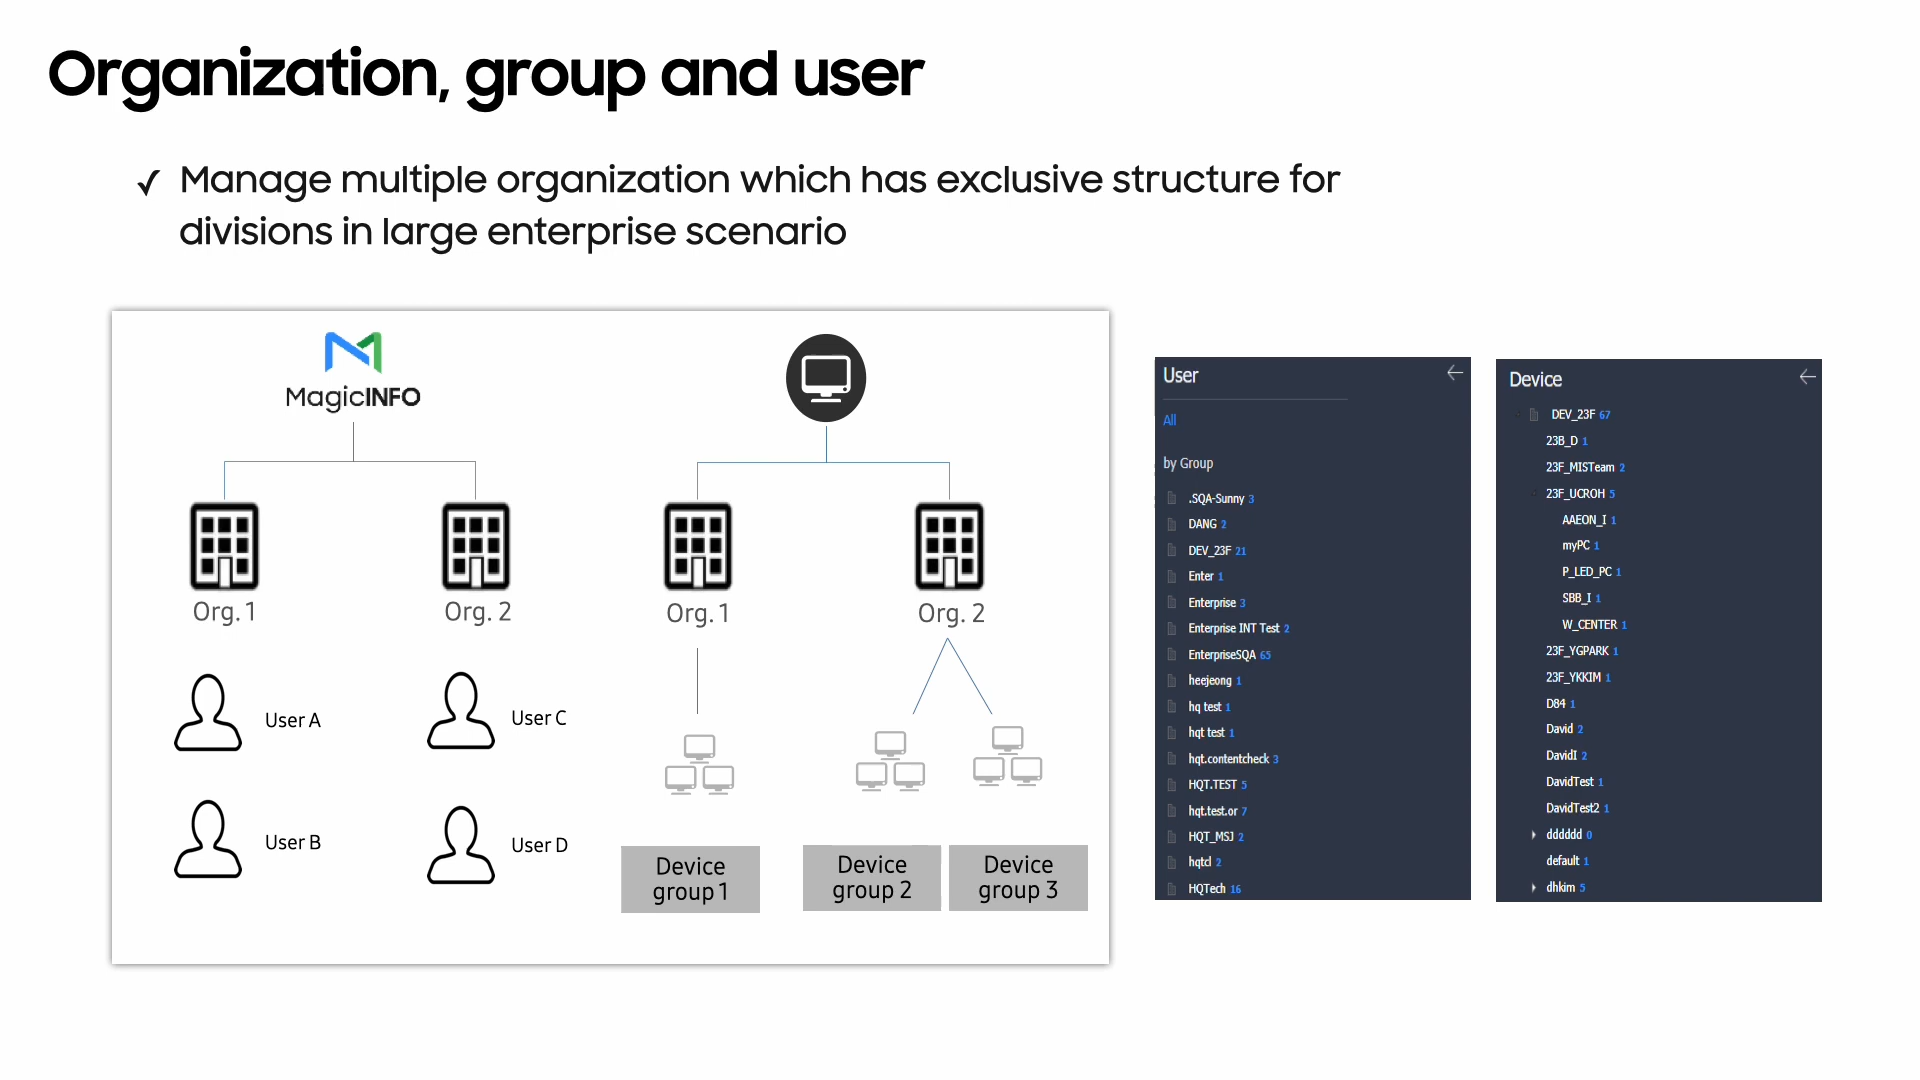 Organization, group and user
✓ Manage multiple organization which has exclusive structure for
divisions in large enterprise scenario
MagicINFO
Org. 1
Org. 2
User A
User C
User B
User D
Org. 1
Org. 2
Device
group 1
Device
group 2
Device
group 3
User
All
by Group
.SQA-Sunny 3
DANG 2
DEV_23F 21
Enter 1
Enterprise 3
Enterprise INT Test 2
EnterpriseSQA 65
heejeong 1
hq test 1
hqt test 1
hqt.contentcheck 3
HQT.TEST 5
hqt.test.or 7
HQT_MSJ 2
hqtcl 2
HQTech 16
Device
DEV_23F 67
23B_D 1
23F_MISTeam 2
23F_UCROH 5
AAEON_I 1
myPC 1
P_LED_PC 1
SBB_I 1
W_CENTER 1
23F_YGPARK 1
23F_YKKIM 1
D84 1
David 2
DavidI 2
DavidTest 1
DavidTest2 1
dddddd 0
default 1
dhkim 5